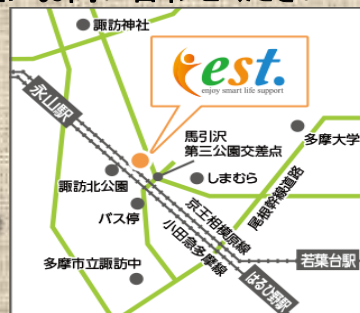 諏訪神社
est.
enjoy smart life support
永山駅
馬引沢
第三公園交差点
多摩大学
諏訪北公園
しまむら
尾根幹線道路
バス停
京王相模原線
小田急多摩線
若葉台駅
多摩市立諏訪中
はるひ野駅